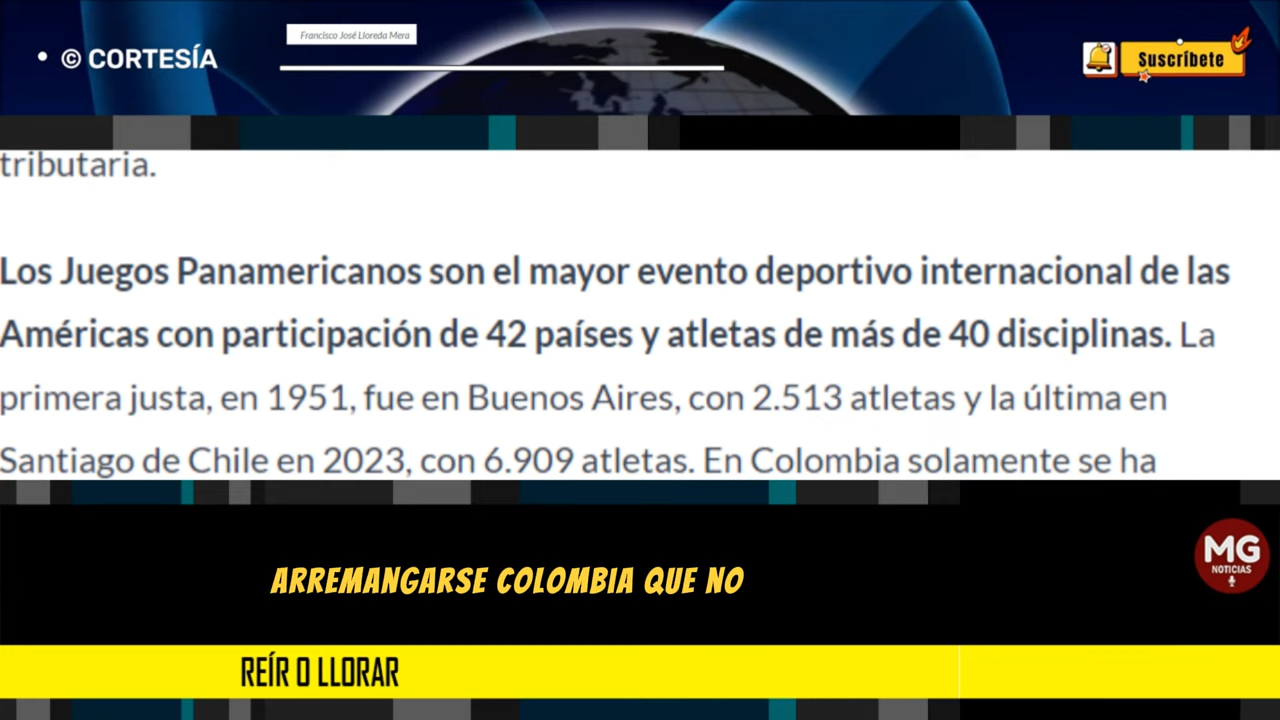 • © CORTESÍA
Francisco José Lloreda Mera
Suscríbete
tributaria.
Los Juegos Panamericanos son el mayor evento deportivo internacional de las
Américas con participación de 42 países y atletas de más de 40 disciplinas. La
primera justa, en 1951, fue en Buenos Aires, con 2.513 atletas y la última en
Santiago de Chile en 2023, con 6.909 atletas. En Colombia solamente se ha
ARREMANGARSE COLOMBIA QUE NO
MG
NOTICIAS
REÍR O LLORAR